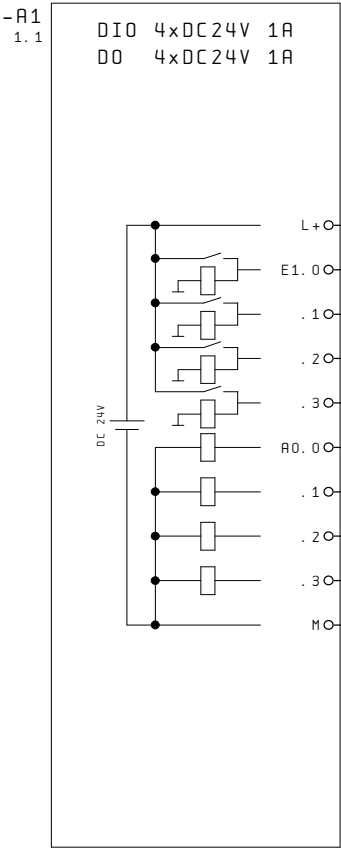 -A1
1.1
DIO 4xDC24V 1A
DO 4xDC24V 1A
L+
E1.0
.1
.2
.3
DC 24V
A0.0
.1
.2
.3
M